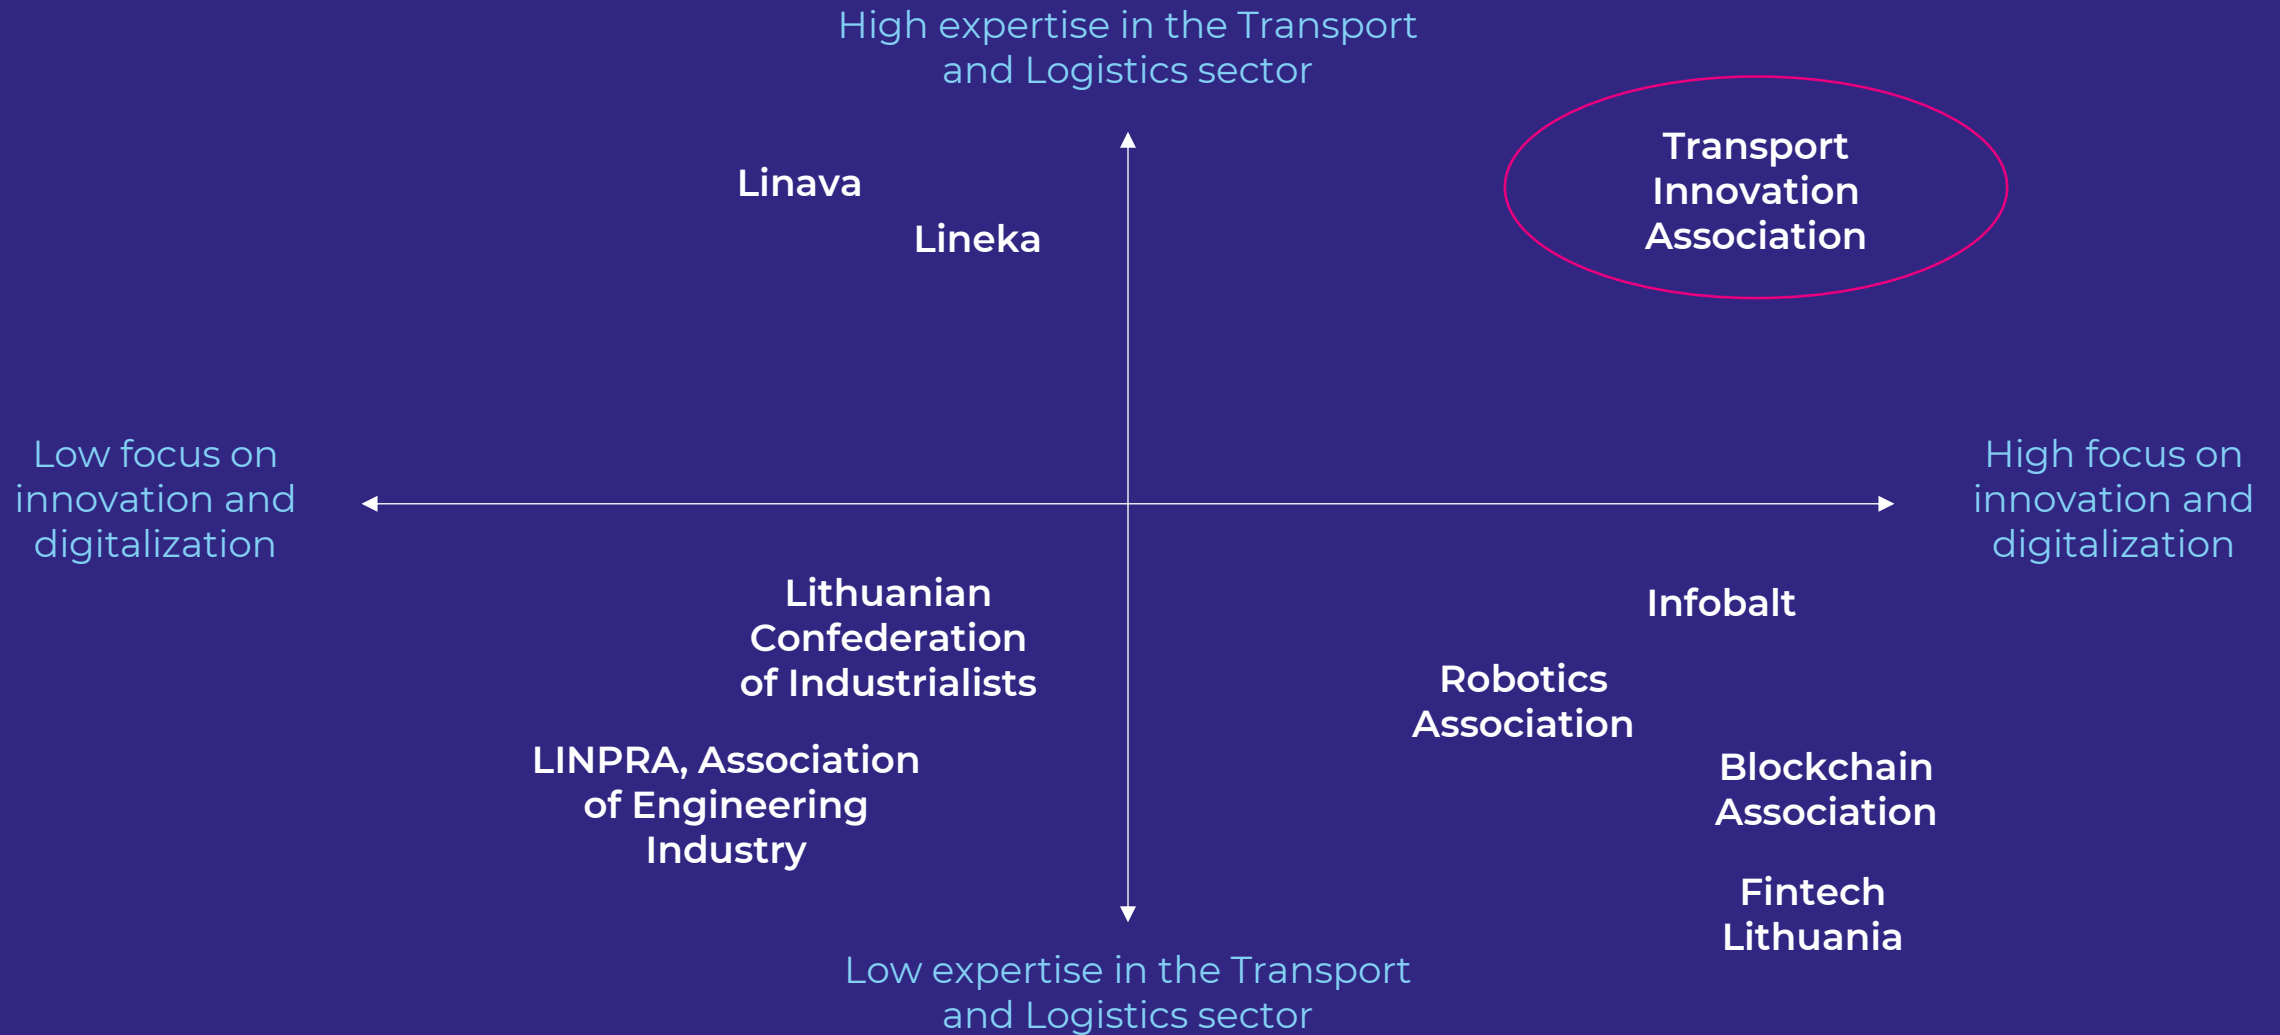 High expertise in the Transport
and Logistics sector
Transport
Innovation
Association
Linava
Lineka
Low focus on
innovation and
digitalization
High focus on
innovation and
digitalization
Lithuanian
Confederation
of Industrialists
Infobalt
Robotics
Association
LINPRA, Association
of Engineering
Industry
Blockchain
Association
Fintech
Lithuania
Low expertise in the Transport
and Logistics sector